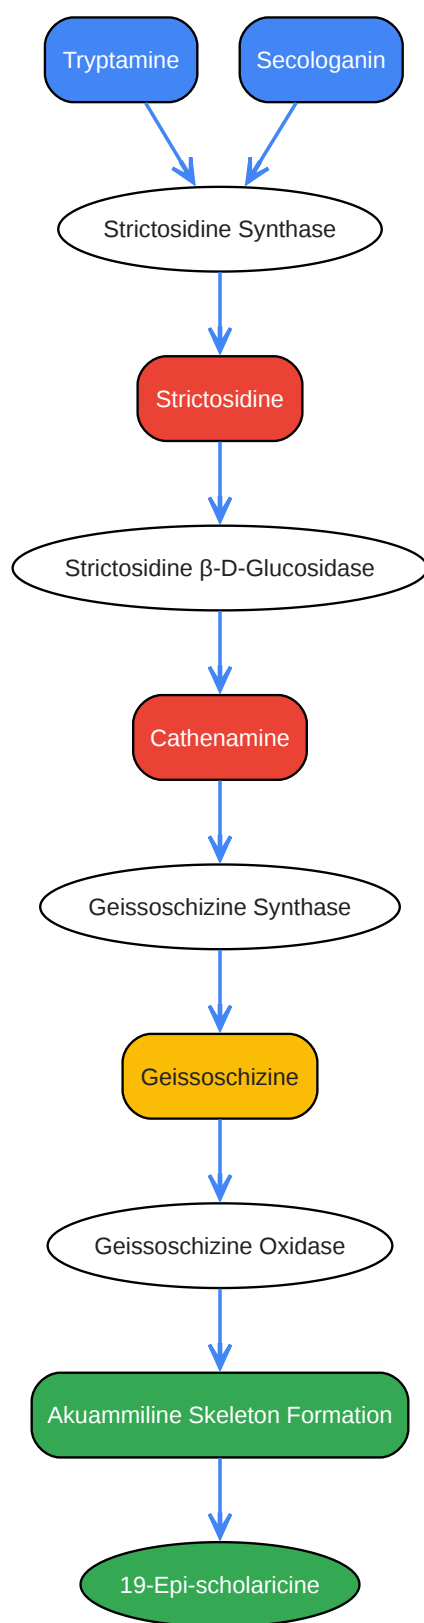 Tryptamine
Secologanin
Strictosidine Synthase
Strictosidine
Strictosidine β-D-Glucosidase
Cathenamine
Geissoschizine Synthase
Geissoschizine
Geissoschizine Oxidase
Akuammiline Skeleton Formation
19-Epi-scholaricine